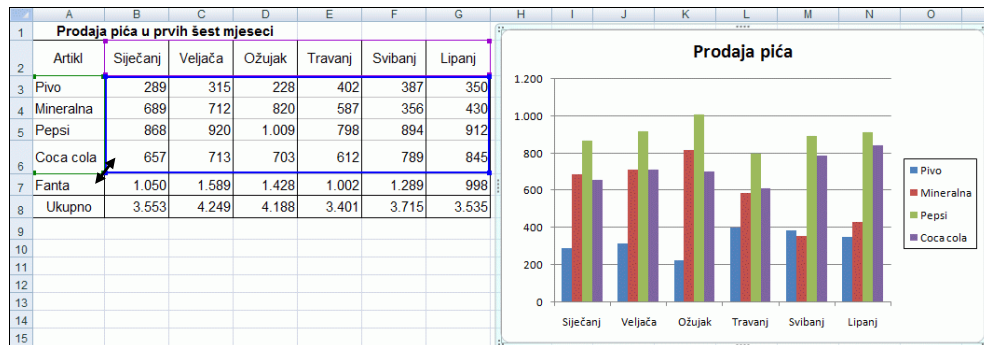 A B C D E F G H I J K L M N O
1 Prodaja pića u prvih šest mjeseci
2 Artikl Siječanj Veljača Ožujak Travanj Svibanj Lipanj
3 Pivo 289 315 228 402 387 350
4 Mineralna 689 712 820 587 356 430
5 Pepsi 868 920 1.009 798 894 912
6 Coca cola 657 713 703 612 789 845
7 Fanta 1.050 1.589 1.428 1.002 1.289 998
8 Ukupno 3.553 4.249 4.188 3.401 3.715 3.535
9
10
11
12
13
14
15
Prodaja pića
1.200
1.000
800
600
400
200
0
Siječanj Veljača Ožujak Travanj Svibanj Lipanj
Pivo
Mineralna
Pepsi
Coca cola